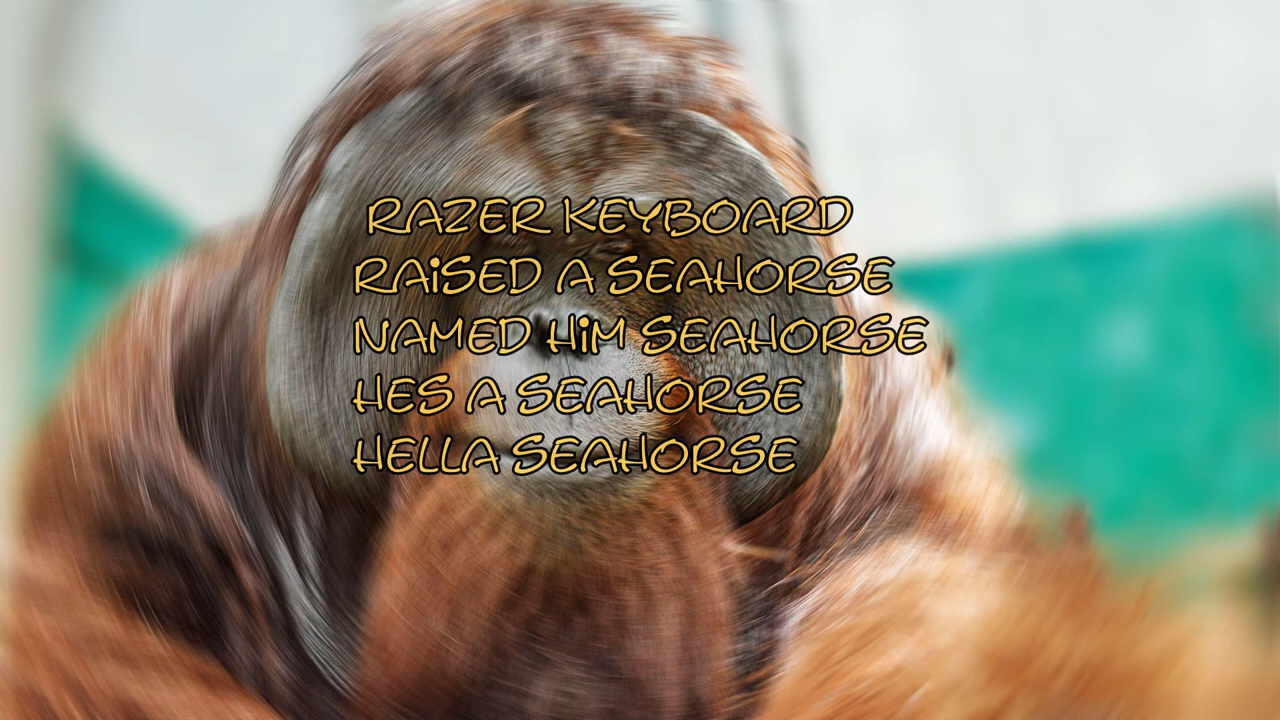 RAZER KEYBOARD
RAiSED A SEAHORSE
NAMED HiM SEAHORSE
HES A SEAHORSE
HELLA SEAHORSE